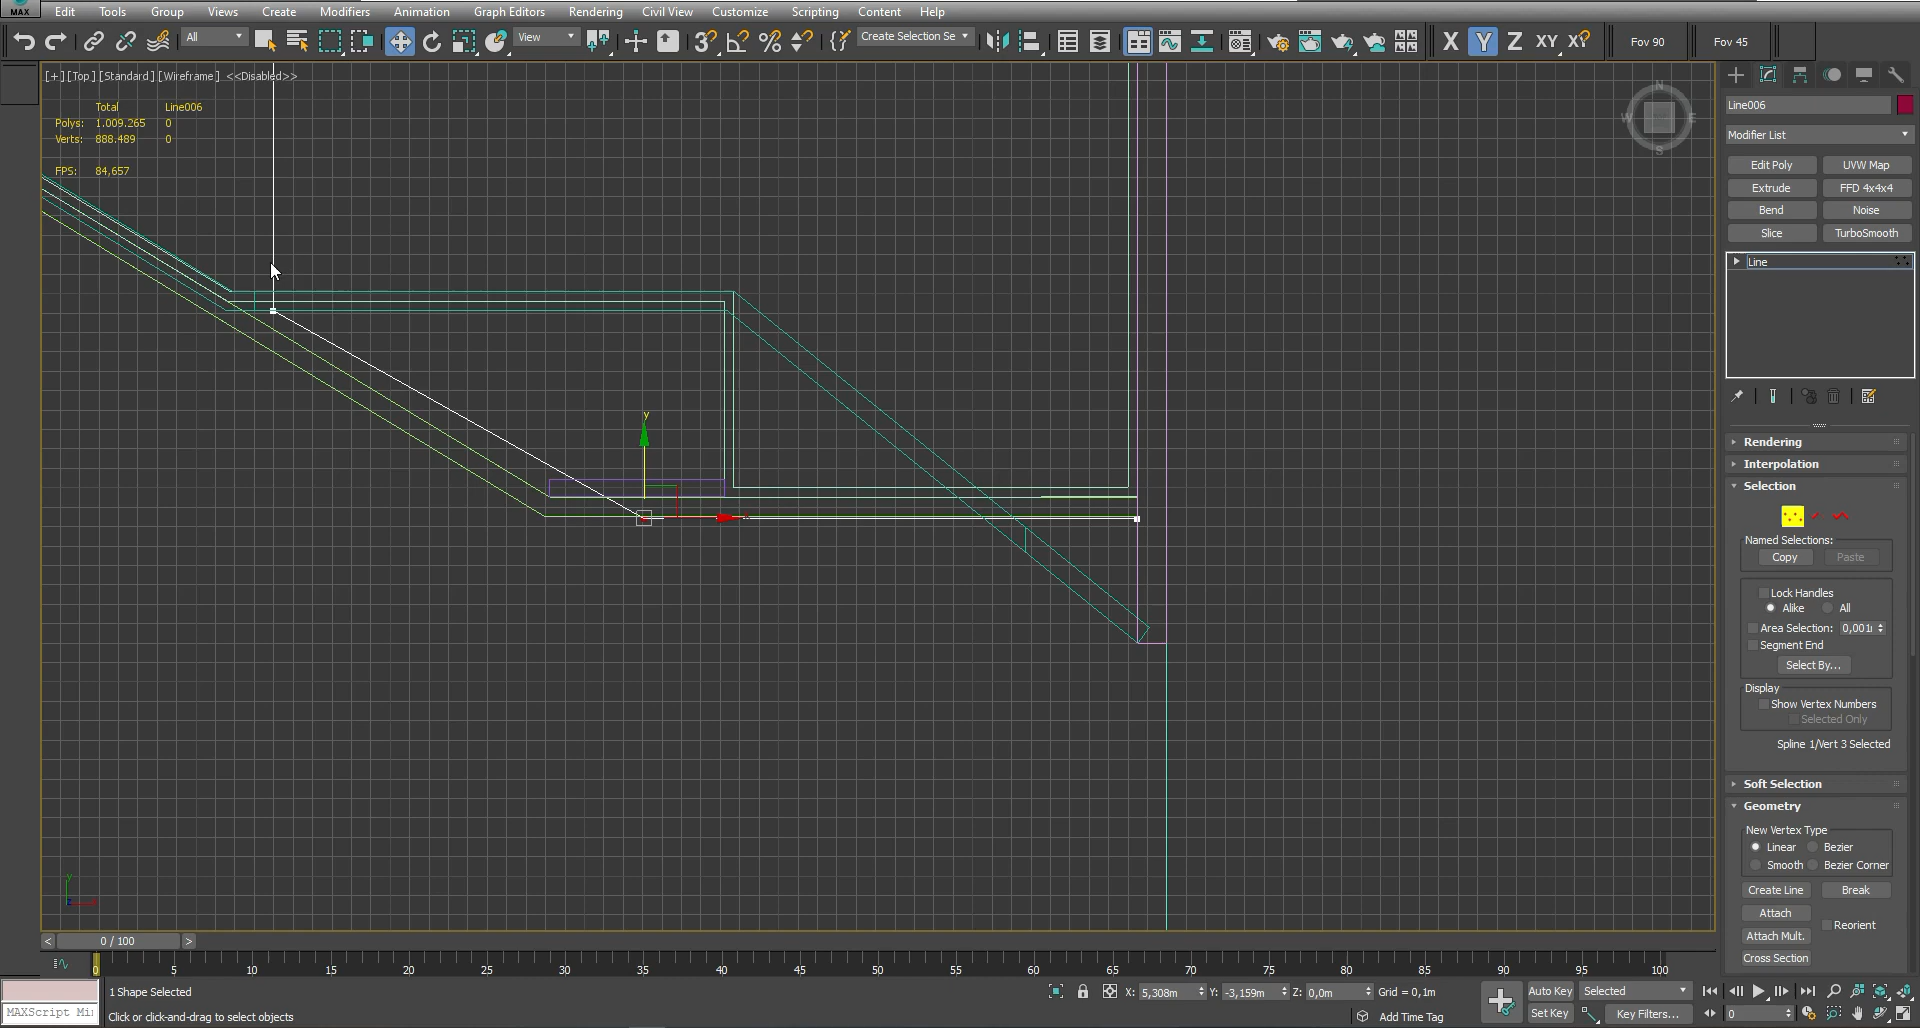 MAX
Edit Tools Group Views Create Modifiers Animation Graph Editors Rendering Civil View Customize Scripting Content Help
All View Create Selection Se X Y Z XY XY Fov 90 Fov 45
[+] [Top] [Standard] [Wireframe] <<Disabled>>
Total Line006
Polys: 1.009.265 0
Verts: 888.489 0
FPS: 84,657
N
W E
S
Line006
Modifier List
Edit Poly UVW Map
Extrude FFD 4x4x4
Bend Noise
Slice TurboSmooth
Line
Rendering
Interpolation
Selection
Named Selections:
Copy Paste
Lock Handles
Alike All
Area Selection: 0,001
Segment End
Select By...
Display
Show Vertex Numbers
Selected Only
Spline 1/Vert 3 Selected
Soft Selection
Geometry
New Vertex Type
Linear Bezier
Smooth Bezier Corner
Create Line Break
Attach
Reorient
Attach Mult.
Cross Section
y
x
< 0 / 100 >
0 5 10 15 20 25 30 35 40 45 50 55 60 65 70 75 80 85 90 95 100
1 Shape Selected
X: 5,308m Y: -3,159m Z: 0,0m Grid = 0,1m
Auto Key Selected
MAXScript Mi
Click or click-and-drag to select objects
Add Time Tag
Set Key Key Filters... 0